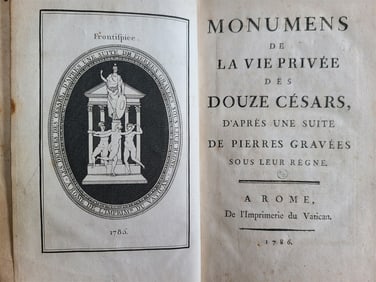 Frontispice.
1786.
MONUMENS
DE
LA VIE PRIVÉE
DES
DOUZE CÉSARS,
D'APRÈS UNE SUITE
DE PIERRES GRAVÉES
SOUS LEUR RÈGNE.
A ROME,
De l'Imprimerie du Vatican.
1786.